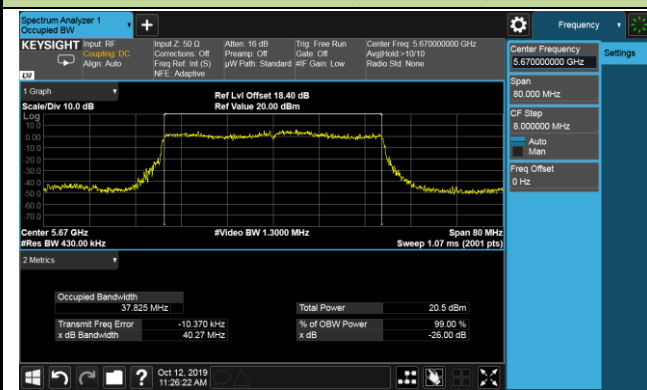 Spectrum Analyzer 1
Occupied BW
+
Frequency
KEYSIGHT
Input: RF
Coupling: DC
Align: Auto
Input Z: 50 Ω
Corrections: Off
Freq Ref: Int (S)
NFE: Adaptive
Atten: 16 dB
Preamp: Off
µW Path: Standard
Trig: Free Run
Gate: Off
#IF Gain: Low
Center Freq: 5.670000000 GHz
Avg|Hold:>10/10
Radio Std: None
LXI
Center Frequency
5.670000000 GHz
Settings
Span
80.000 MHz
CF Step
8.000000 MHz
Auto
Man
Freq Offset
0 Hz
1 Graph
Scale/Div 10.0 dB
Ref Lvl Offset 18.40 dB
Ref Value 20.00 dBm
Log
10.0
0.00
-10.0
-20.0
-30.0
-40.0
-50.0
-60.0
-70.0
Center 5.67 GHz
#Res BW 430.00 kHz
#Video BW 1.3000 MHz
Span 80 MHz
Sweep 1.07 ms (2001 pts)
2 Metrics
Occupied Bandwidth
37.825 MHz
Total Power 20.5 dBm
Transmit Freq Error -10.370 kHz
% of OBW Power 99.00 %
x dB Bandwidth 40.27 MHz
x dB -26.00 dB
?
Oct 12, 2019
11:26:22 AM